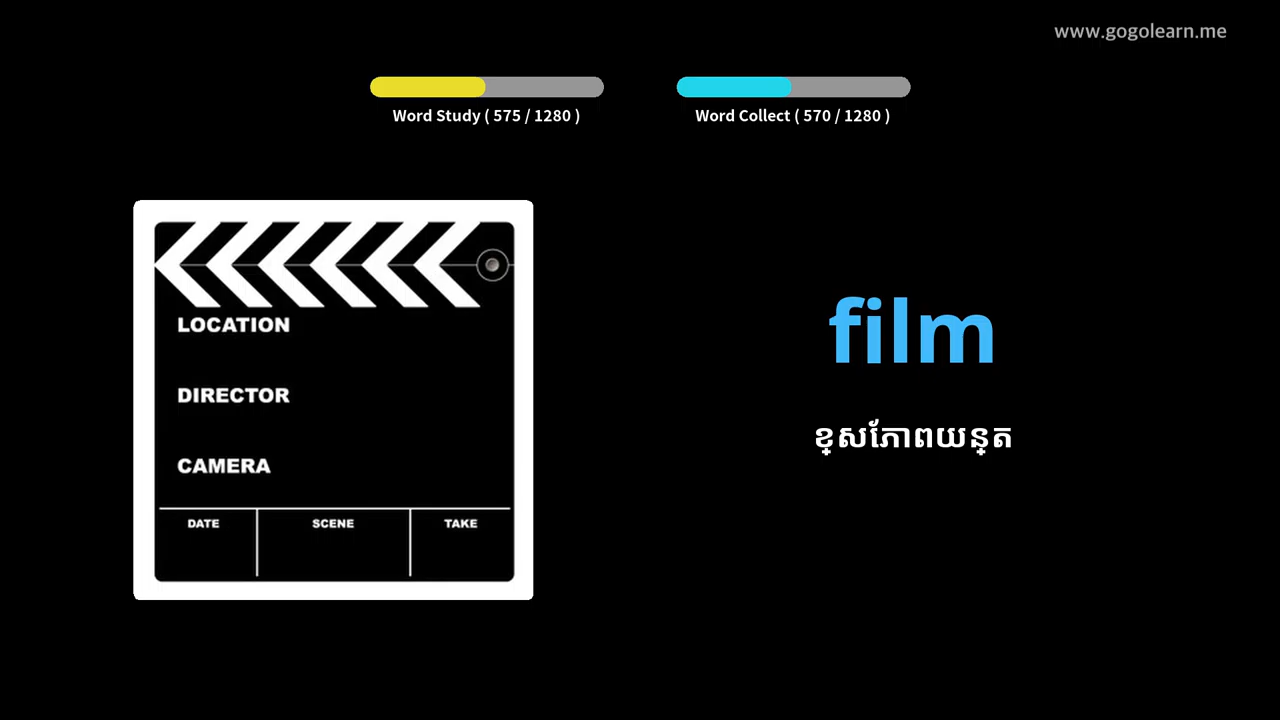 www.gogolearn.me
Word Study ( 575 / 1280 )
Word Collect ( 570 / 1280 )
LOCATION
DIRECTOR
CAMERA
DATE
SCENE
TAKE
film
ខ្សភែាពយន្ត